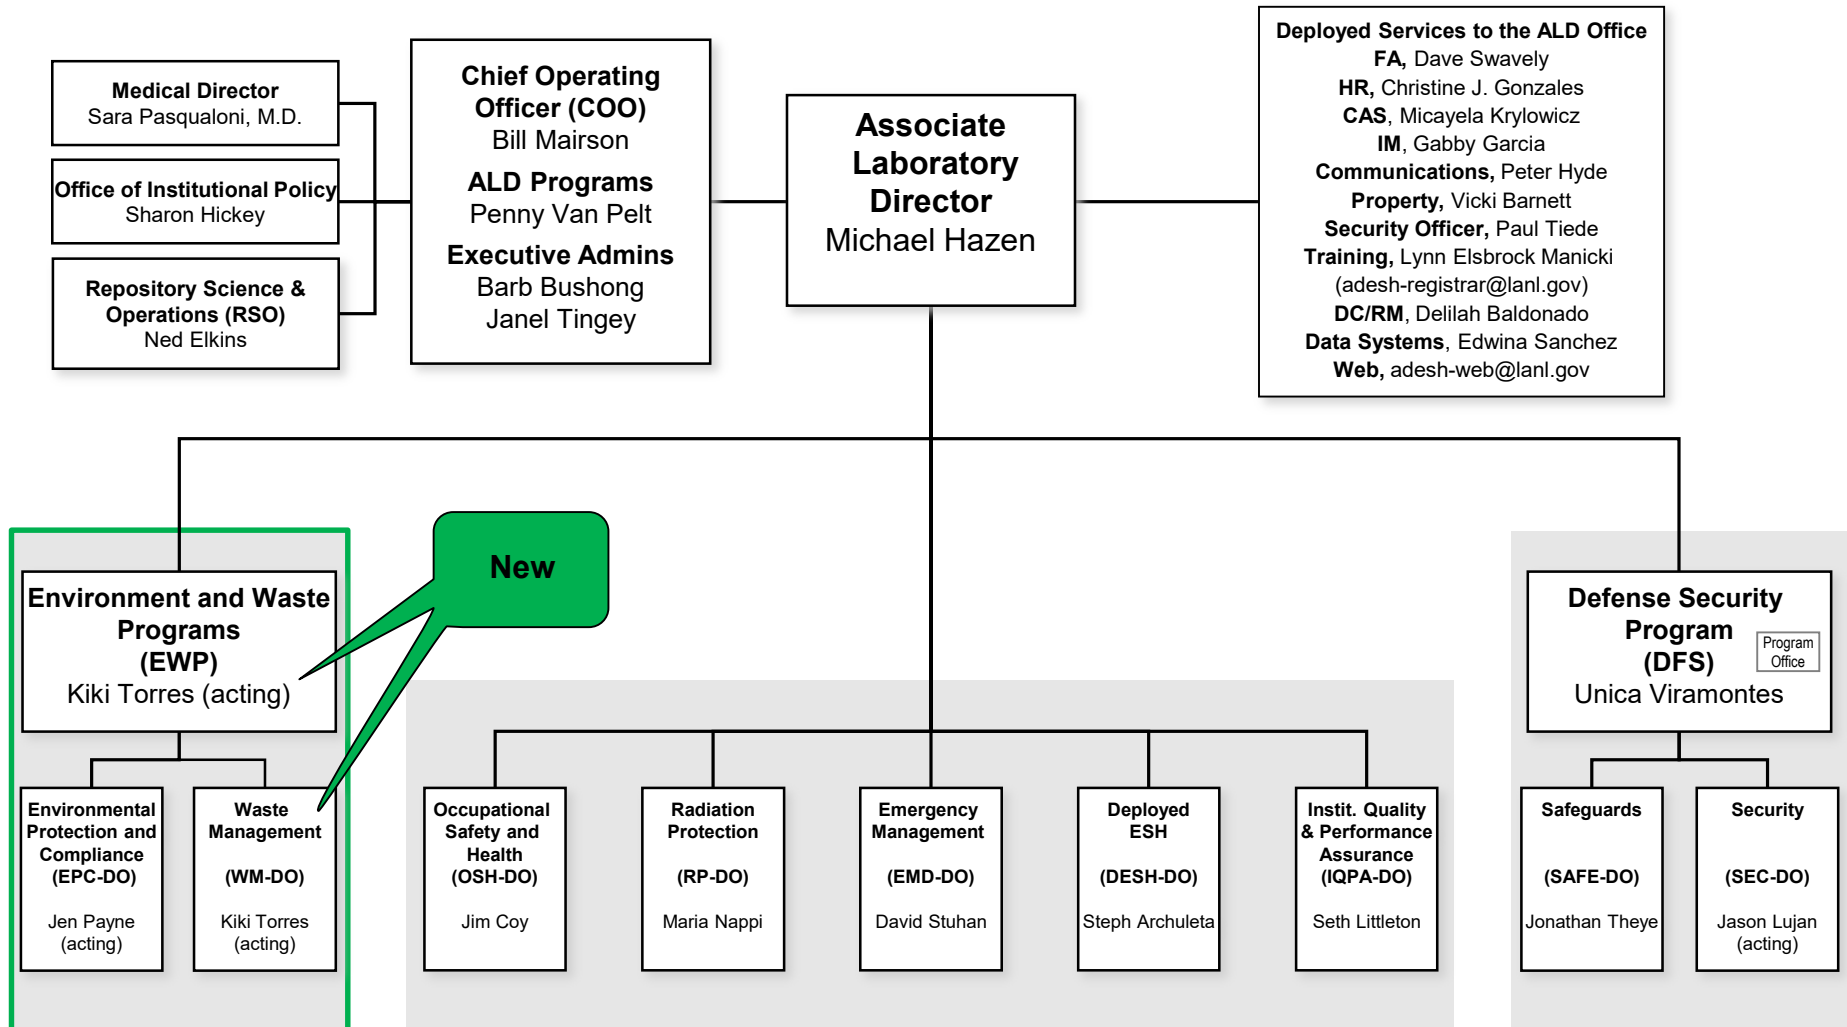 Medical Director
Sara Pasqualoni, M.D.
Office of Institutional Policy
Sharon Hickey
Repository Science &
Operations (RSO)
Ned Elkins
Chief Operating
Officer (COO)
Bill Mairson
ALD Programs
Penny Van Pelt
Executive Admins
Barb Bushong
Janel Tingey
Associate
Laboratory
Director
Michael Hazen
Deployed Services to the ALD Office
FA, Dave Swavely
HR, Christine J. Gonzales
CAS, Micayela Krylowicz
IM, Gabby Garcia
Communications, Peter Hyde
Property, Vicki Barnett
Security Officer, Paul Tiede
Training, Lynn Elsbrock Manicki
(adesh-registrar@lanl.gov)
DC/RM, Delilah Baldonado
Data Systems, Edwina Sanchez
Web, adesh-web@lanl.gov
New
Environment and Waste
Programs
(EWP)
Kiki Torres (acting)
Defense Security
Program
(DFS)
Unica Viramontes
Program
Office
Environmental
Protection and
Compliance
(EPC-DO)
Jen Payne
(acting)
Waste
Management
(WM-DO)
Kiki Torres
(acting)
Occupational
Safety and
Health
(OSH-DO)
Jim Coy
Radiation
Protection
(RP-DO)
Maria Nappi
Emergency
Management
(EMD-DO)
David Stuhan
Deployed
ESH
(DESH-DO)
Steph Archuleta
Instit. Quality
& Performance
Assurance
(IQPA-DO)
Seth Littleton
Safeguards
(SAFE-DO)
Jonathan Theye
Security
(SEC-DO)
Jason Lujan
(acting)